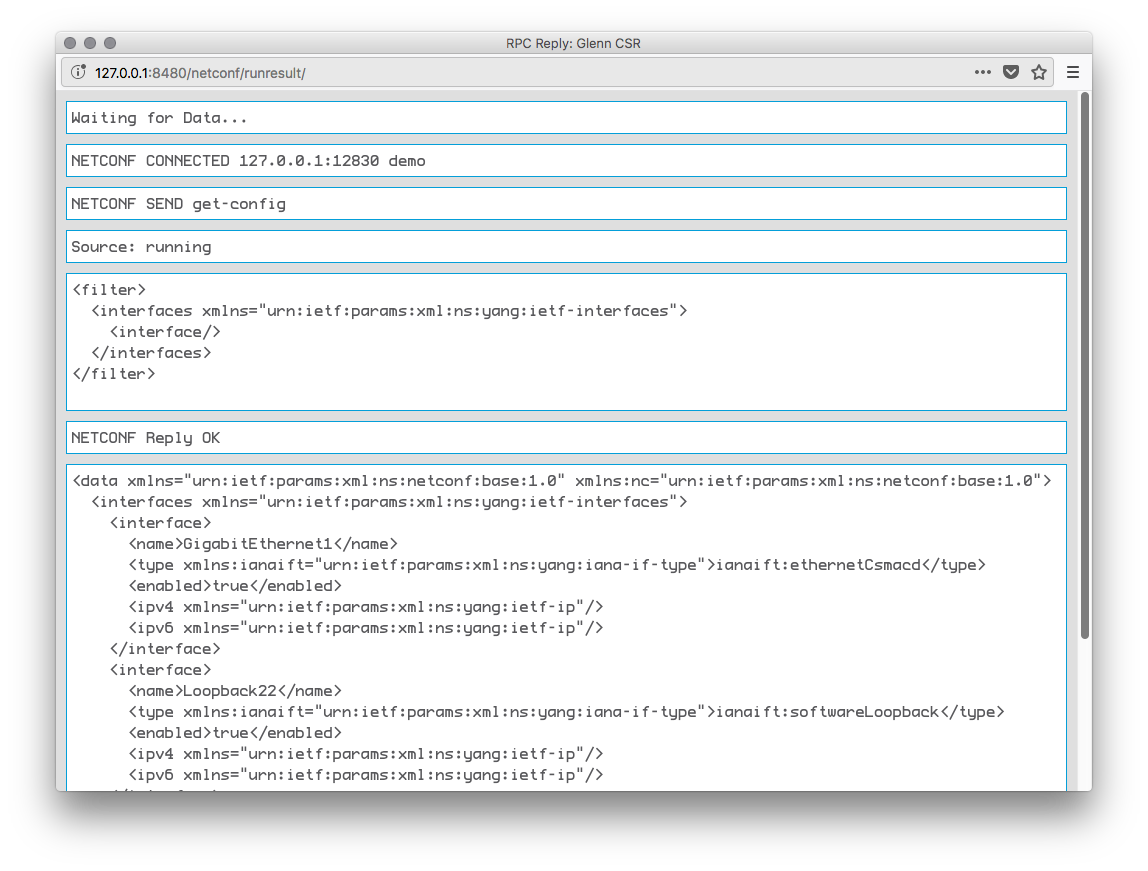 RPC Reply: Glenn CSR
127.0.0.1:8480/netconf/runresult/
Waiting for Data...
NETCONF CONNECTED 127.0.0.1:12830 demo
NETCONF SEND get-config
Source: running
<filter>
  <interfaces xmlns="urn:ietf:params:xml:ns:yang:ietf-interfaces">
    <interface/>
  </interfaces>
</filter>
NETCONF Reply OK
<data xmlns="urn:ietf:params:xml:ns:netconf:base:1.0" xmlns:nc="urn:ietf:params:xml:ns:netconf:base:1.0">
  <interfaces xmlns="urn:ietf:params:xml:ns:yang:ietf-interfaces">
    <interface>
      <name>GigabitEthernet1</name>
      <type xmlns:ianaift="urn:ietf:params:xml:ns:yang:iana-if-type">ianaift:ethernetCsmacd</type>
      <enabled>true</enabled>
      <ipv4 xmlns="urn:ietf:params:xml:ns:yang:ietf-ip"/>
      <ipv6 xmlns="urn:ietf:params:xml:ns:yang:ietf-ip"/>
    </interface>
    <interface>
      <name>Loopback22</name>
      <type xmlns:ianaift="urn:ietf:params:xml:ns:yang:iana-if-type">ianaift:softwareLoopback</type>
      <enabled>true</enabled>
      <ipv4 xmlns="urn:ietf:params:xml:ns:yang:ietf-ip"/>
      <ipv6 xmlns="urn:ietf:params:xml:ns:yang:ietf-ip"/>